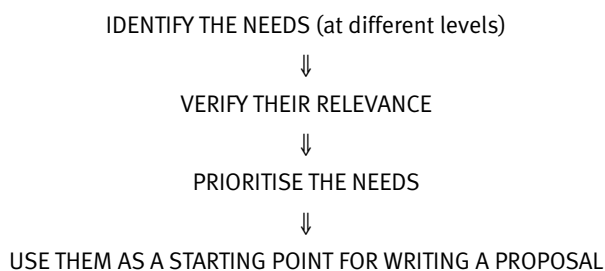 IDENTIFY THE NEEDS (at different levels)
⇓
VERIFY THEIR RELEVANCE
⇓
PRIORITISE THE NEEDS
⇓
USE THEM AS A STARTING POINT FOR WRITING A PROPOSAL